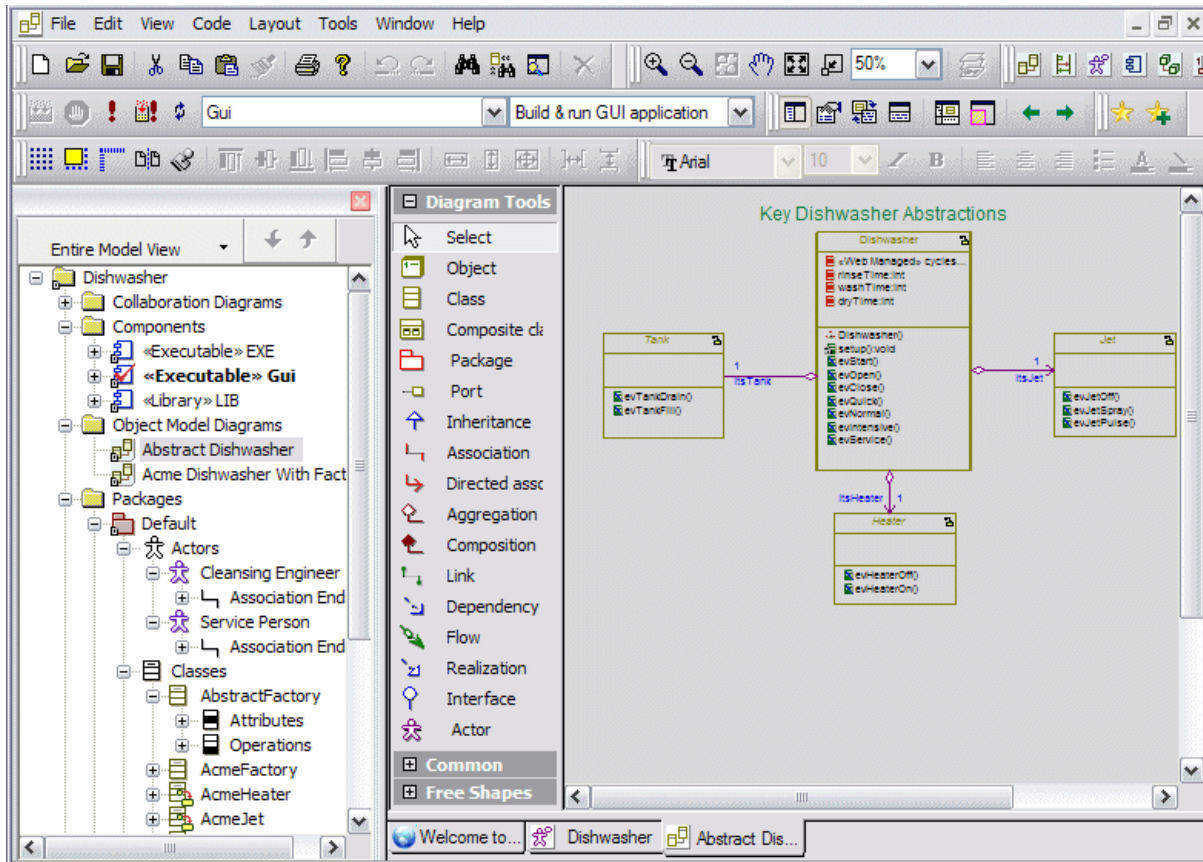 File Edit View Code Layout Tools Window Help
50%
Gui
Build & run GUI application
Arial
10
Entire Model View
Dishwasher
Collaboration Diagrams
Components
«Executable» EXE
«Executable» Gui
«Library» LIB
Object Model Diagrams
Abstract Dishwasher
Acme Dishwasher With Fact
Packages
Default
Actors
Cleansing Engineer
Association End
Service Person
Association End
Classes
AbstractFactory
Attributes
Operations
AcmeFactory
AcmeHeater
AcmeJet
Diagram Tools
Select
Object
Class
Composite cla
Package
Port
Inheritance
Association
Directed assc
Aggregation
Composition
Link
Dependency
Flow
Realization
Interface
Actor
Common
Free Shapes
Key Dishwasher Abstractions
Dishwasher
«Web Managed» cycles...
rinseTime:int
washTime:int
dryTime:int
Dishwasher()
setup():void
evStart()
evOpen()
evClose()
evQuick()
evNormal()
evIntensive()
evService()
Tank
evTankDrain()
evTankFill()
1
itsTank
Jet
evJetOff()
evJetSpray()
evJetPulse()
1
itsJet
itsHeater 1
Heater
evHeaterOff()
evHeaterOn()
Welcome to...
Dishwasher
Abstract Dis...